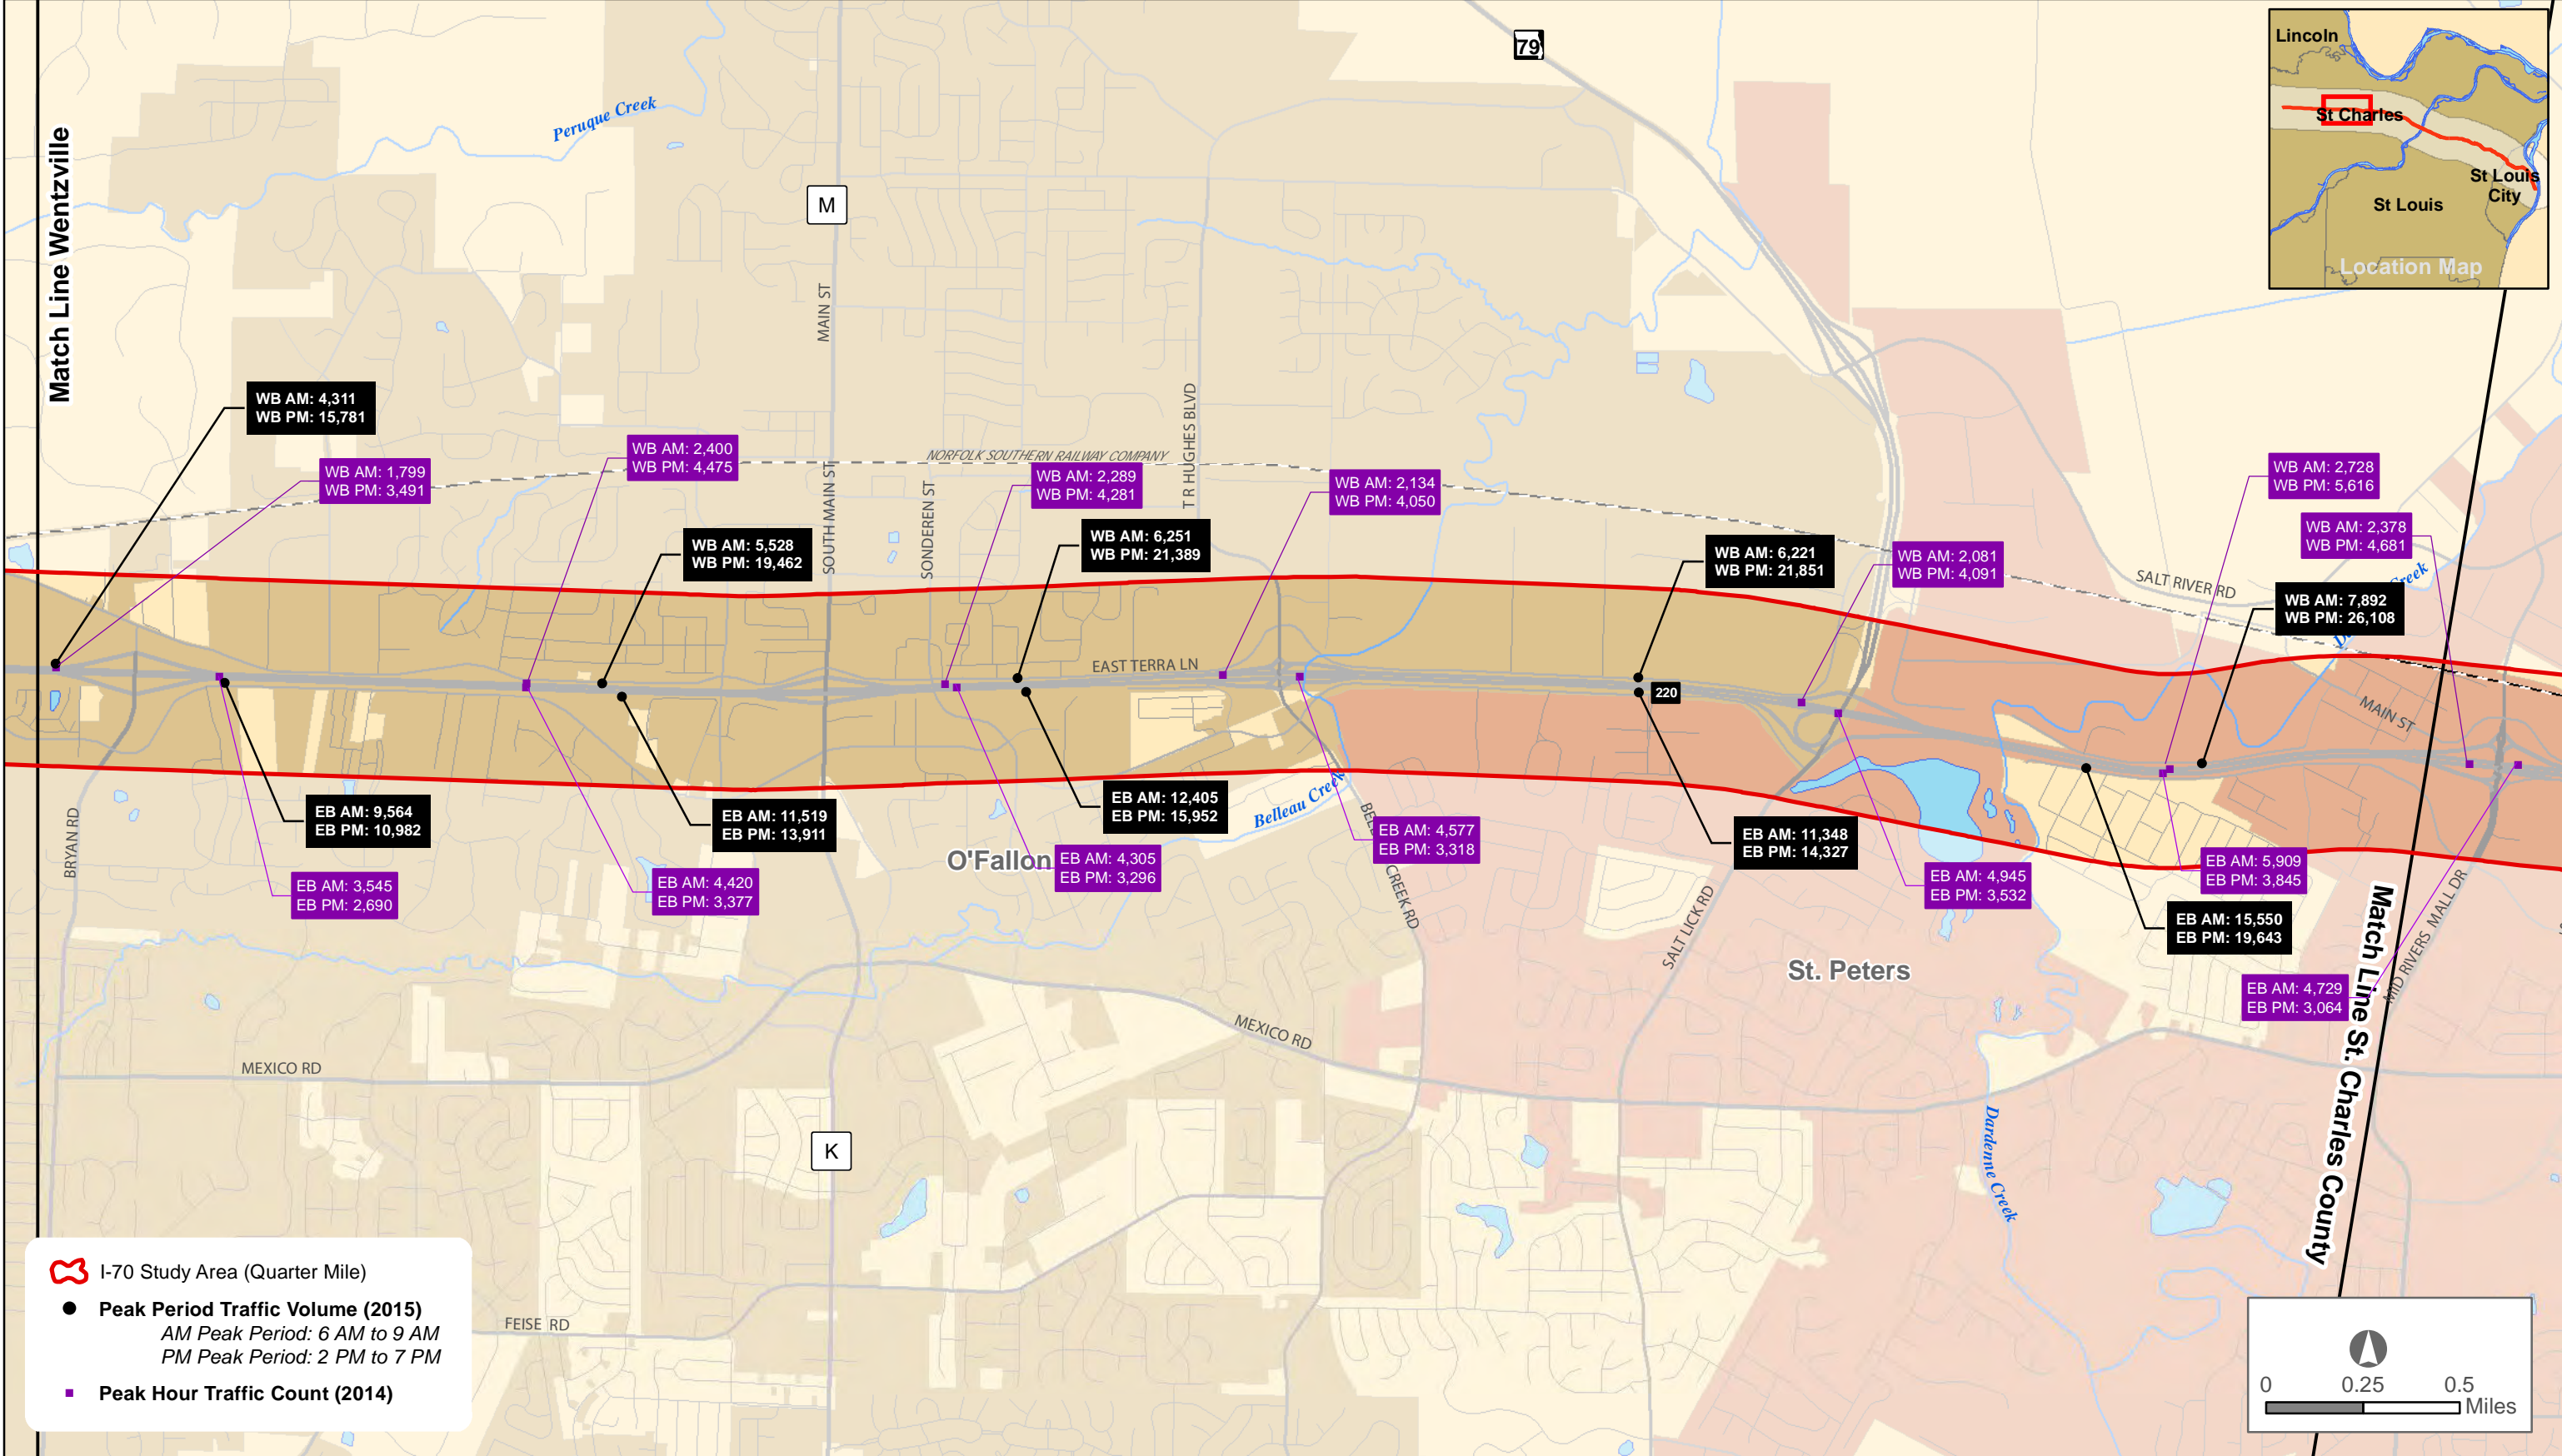 79
Lincoln
St Charles
St Louis
City
St Louis
Location Map
Match Line Wentzville
Peruque Creek
M
MAIN ST
WB AM: 4,311
WB PM: 15,781
WB AM: 1,799
WB PM: 3,491
WB AM: 2,400
WB PM: 4,475
NORFOLK SOUTHERN RAILWAY COMPANY
T R HUGHES BLVD
WB AM: 2,289
WB PM: 4,281
WB AM: 2,134
WB PM: 4,050
WB AM: 2,728
WB PM: 5,616
SOUTH MAIN ST
SONDEREN ST
WB AM: 5,528
WB PM: 19,462
WB AM: 6,251
WB PM: 21,389
WB AM: 6,221
WB PM: 21,851
WB AM: 2,081
WB PM: 4,091
WB AM: 2,378
WB PM: 4,681
SALT RIVER RD
Creek
WB AM: 7,892
WB PM: 26,108
EAST TERRA LN
220
MAIN ST
BRYAN RD
EB AM: 9,564
EB PM: 10,982
EB AM: 11,519
EB PM: 13,911
EB AM: 12,405
EB PM: 15,952
Belleau Creek
CREEK RD
EB AM: 4,577
EB PM: 3,318
EB AM: 11,348
EB PM: 14,327
O'Fallon
EB AM: 4,305
EB PM: 3,296
EB AM: 3,545
EB PM: 2,690
EB AM: 4,420
EB PM: 3,377
EB AM: 4,945
EB PM: 3,532
EB AM: 5,909
EB PM: 3,845
EB AM: 15,550
EB PM: 19,643
SALT LICK RD
St. Peters
MID RIVERS MALL DR
EB AM: 4,729
EB PM: 3,064
Match Line St. Charles County
MEXICO RD
MEXICO RD
K
Dardenne Creek
FEISE RD
I-70 Study Area (Quarter Mile)
Peak Period Traffic Volume (2015)
AM Peak Period: 6 AM to 9 AM
PM Peak Period: 2 PM to 7 PM
Peak Hour Traffic Count (2014)
0 0.25 0.5
Miles